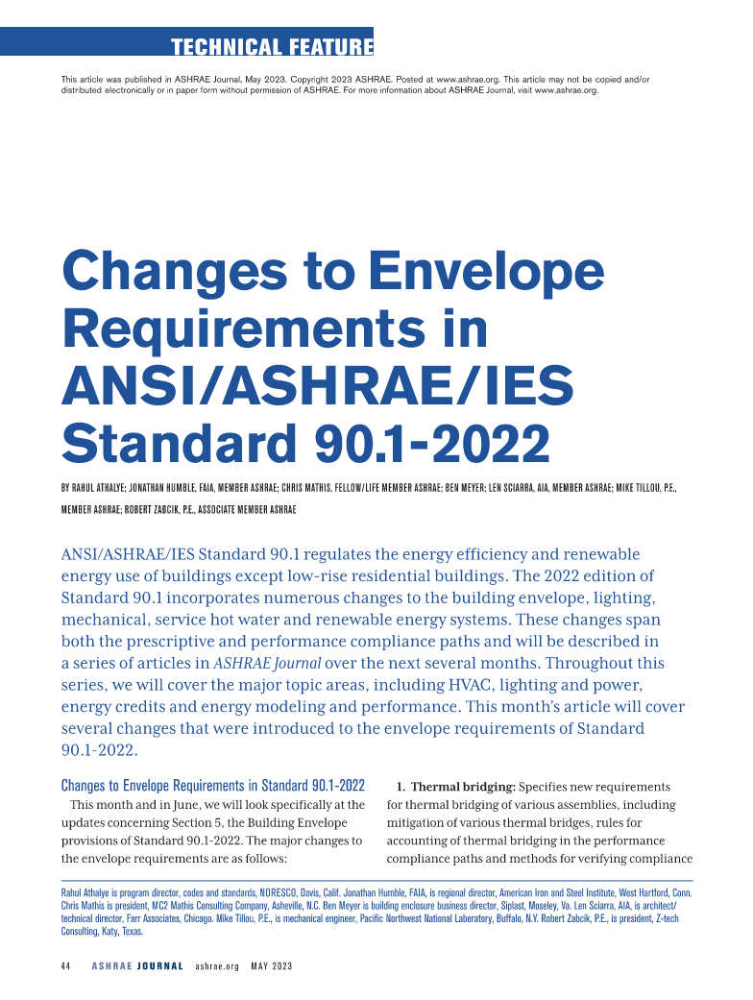 TECHNICAL FEATURE
This article was published in ASHRAE Journal, May 2023. Copyright 2023 ASHRAE. Posted at www.ashrae.org. This article may not be copied and/or
distributed electronically or in paper form without permission of ASHRAE. For more information about ASHRAE Journal, visit www.ashrae.org.
Changes to Envelope
Requirements in
ANSI/ASHRAE/IES
Standard 90.1-2022
BY RAHUL ATHALYE; JONATHAN HUMBLE, FAIA, MEMBER ASHRAE; CHRIS MATHIS, FELLOW/LIFE MEMBER ASHRAE; BEN MEYER; LEN SCIARRA, AIA, MEMBER ASHRAE; MIKE TILLOU, P.E.,
MEMBER ASHRAE; ROBERT ZABCIK, P.E., ASSOCIATE MEMBER ASHRAE
ANSI/ASHRAE/IES Standard 90.1 regulates the energy efficiency and renewable
energy use of buildings except low-rise residential buildings. The 2022 edition of
Standard 90.1 incorporates numerous changes to the building envelope, lighting,
mechanical, service hot water and renewable energy systems. These changes span
both the prescriptive and performance compliance paths and will be described in
a series of articles in ASHRAE Journal over the next several months. Throughout this
series, we will cover the major topic areas, including HVAC, lighting and power,
energy credits and energy modeling and performance. This month's article will cover
several changes that were introduced to the envelope requirements of Standard
90.1-2022.
Changes to Envelope Requirements in Standard 90.1-2022
This month and in June, we will look specifically at the
updates concerning Section 5, the Building Envelope
provisions of Standard 90.1-2022. The major changes to
the envelope requirements are as follows:
1. Thermal bridging: Specifies new requirements
for thermal bridging of various assemblies, including
mitigation of various thermal bridges, rules for
accounting of thermal bridging in the performance
compliance paths and methods for verifying compliance
Rahul Athalye is program director, codes and standards, NORESCO, Davis, Calif. Jonathan Humble, FAIA, is regional director, American Iron and Steel Institute, West Hartford, Conn.
Chris Mathis is president, MC2 Mathis Consulting Company, Asheville, N.C. Ben Meyer is building enclosure business director, Siplast, Moseley, Va. Len Sciarra, AIA, is architect/
technical director, Farr Associates, Chicago. Mike Tillou, P.E., is mechanical engineer, Pacific Northwest National Laboratory, Buffalo, N.Y. Robert Zabcik, P.E., is president, Z-tech
Consulting, Katy, Texas.
44 ASHRAE JOURNAL ashrae.org MAY 2023